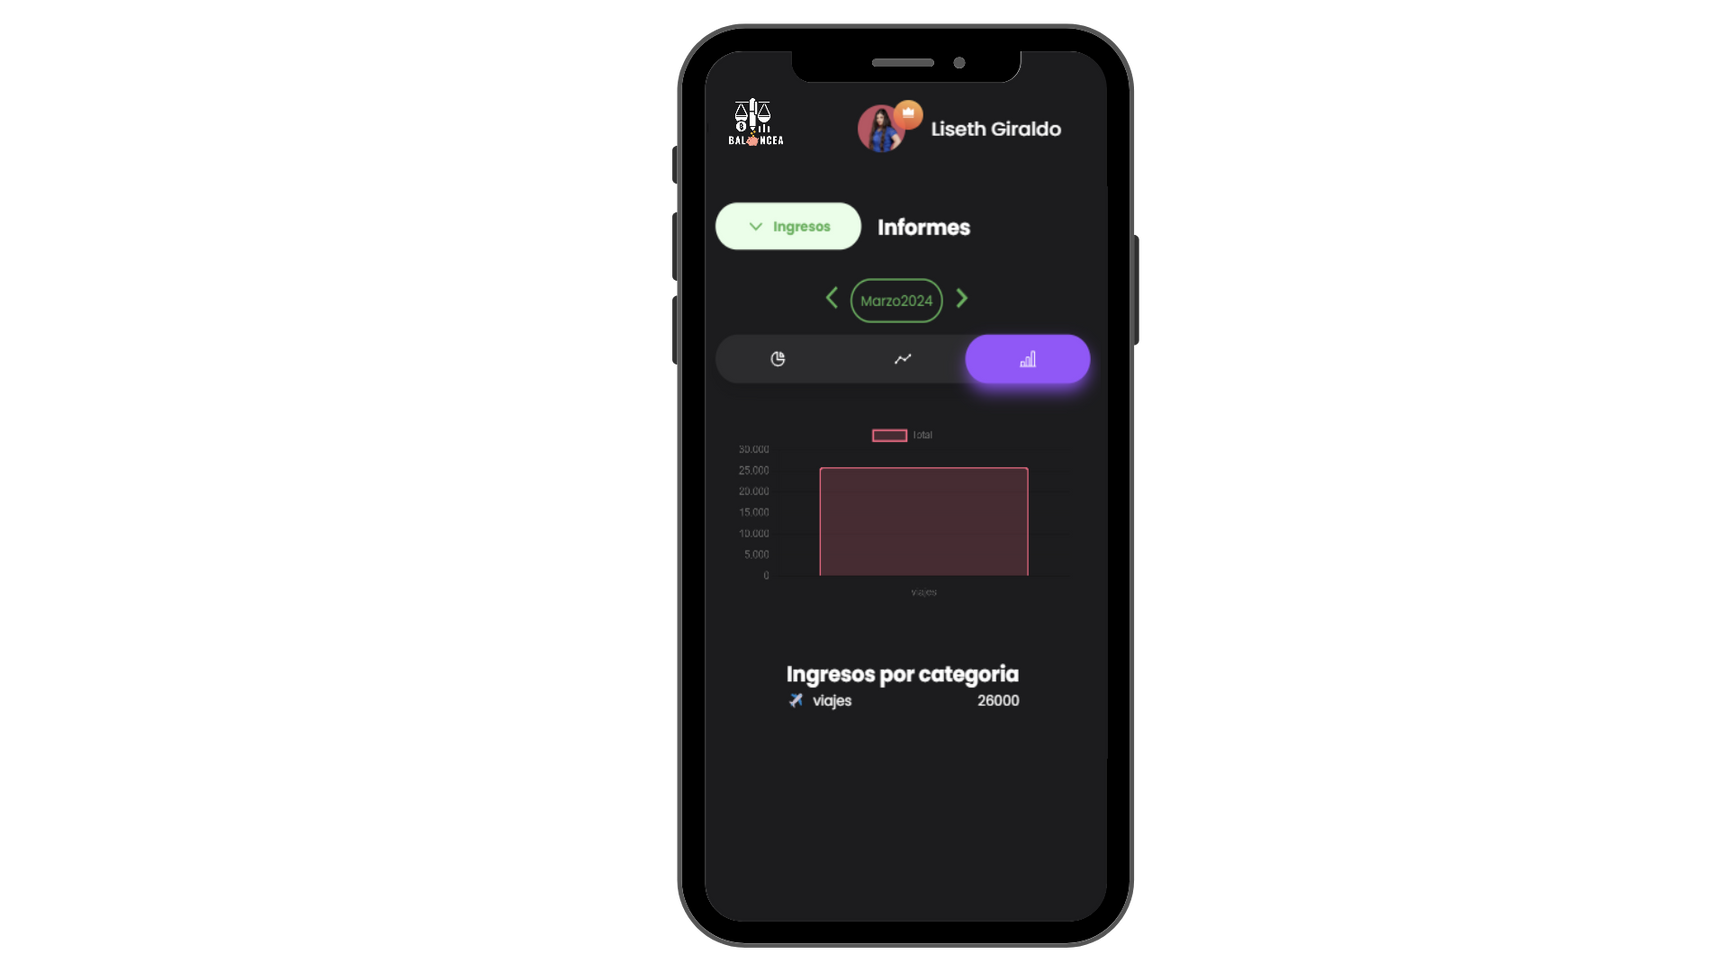 BALANCEA
Liseth Giraldo
Ingresos
Informes
Marzo2024
Total
30.000
25.000
20.000
15.000
10.000
5.000
0
viajes
Ingresos por categoria
viajes 26000